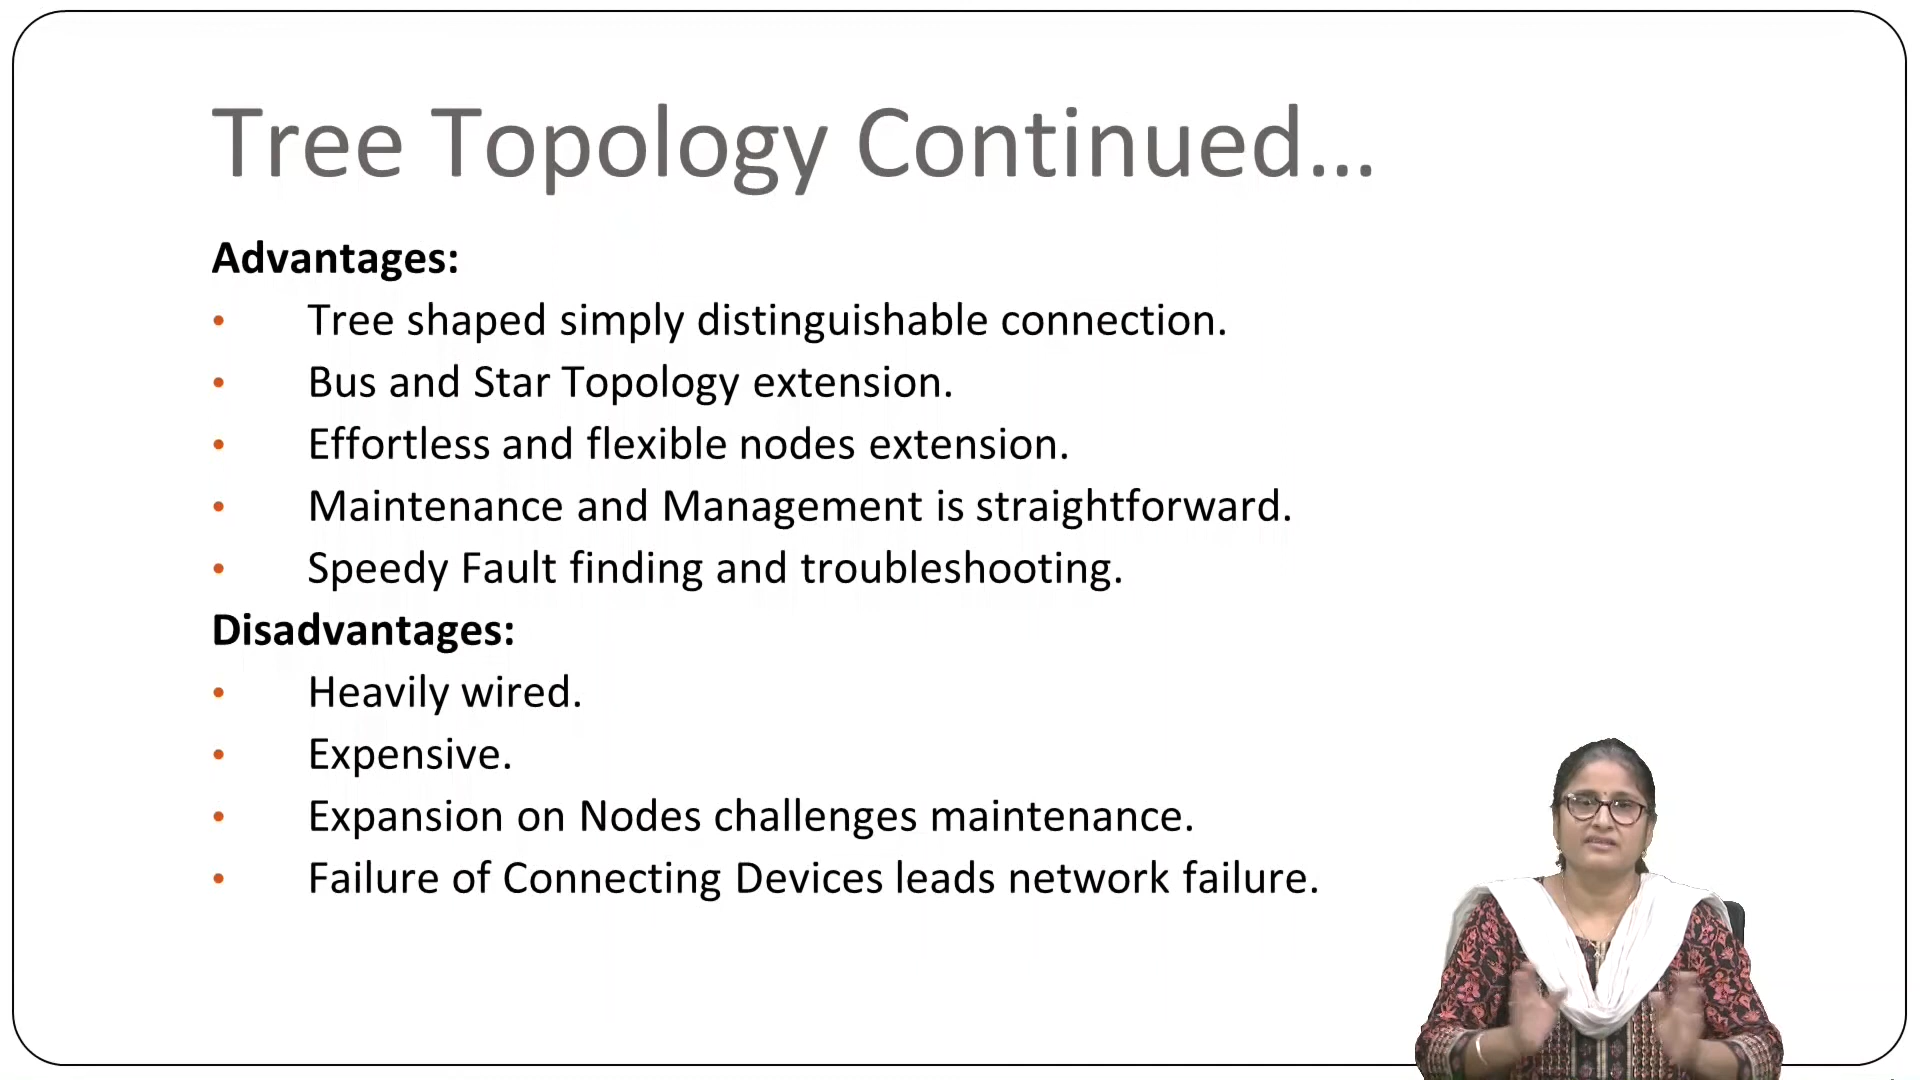 Tree Topology Continued...
Advantages:
• Tree shaped simply distinguishable connection.
• Bus and Star Topology extension.
• Effortless and flexible nodes extension.
• Maintenance and Management is straightforward.
• Speedy Fault finding and troubleshooting.
Disadvantages:
• Heavily wired.
• Expensive.
• Expansion on Nodes challenges maintenance.
• Failure of Connecting Devices leads network failure.